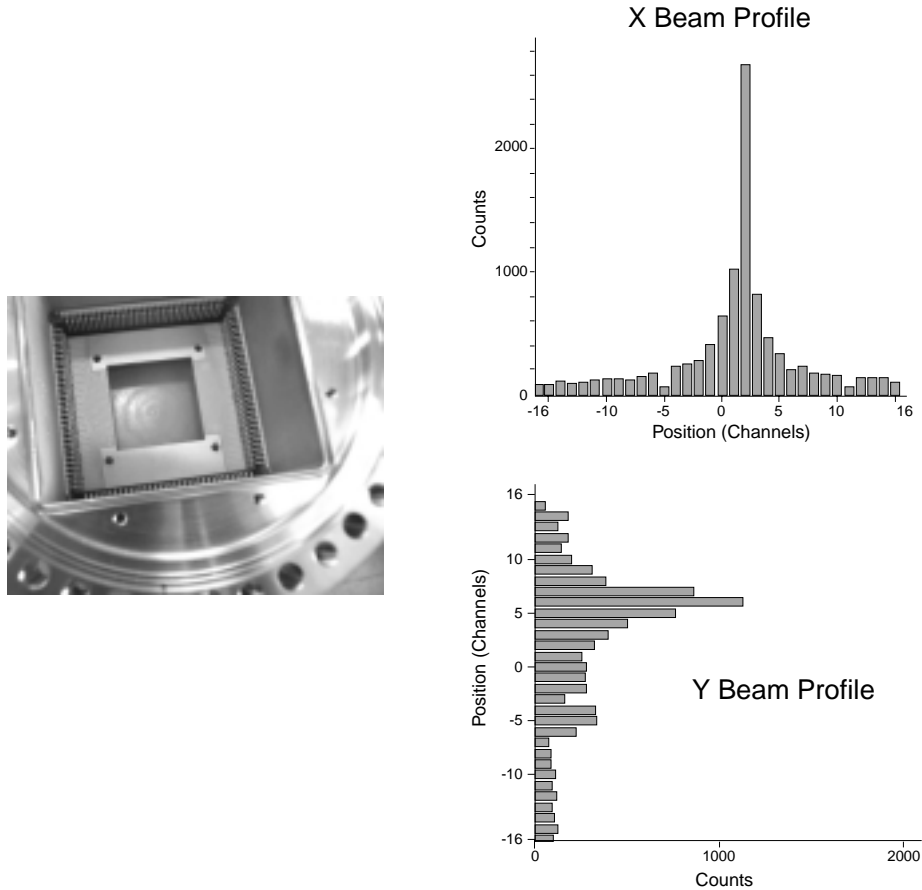 X Beam Profile
2000
1000
0
Counts
-16 -10 -5 0 5 10 16
Position (Channels)
16
10
5
0
-5
-10
-16
Position (Channels)
Y Beam Profile
0 1000 2000
Counts